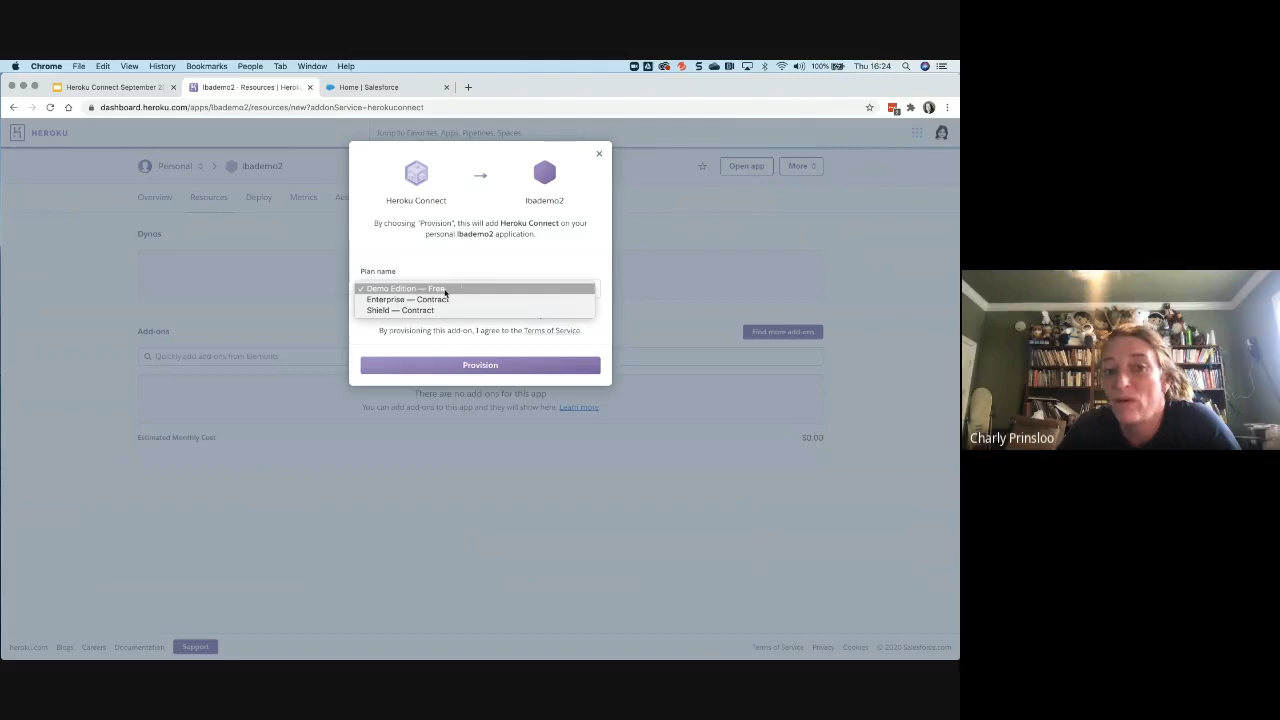 Chrome File Edit View History Bookmarks People Tab Window Help
100% Thu 16:24
Heroku Connect September 2
lbademo2 · Resources | Herok
Home | Salesforce
dashboard.heroku.com/apps/lbademo2/resources/new?addonService=herokuconnect
HEROKU
Jump to Favorites, Apps, Pipelines, Spaces...
Personal
lbademo2
Open app
More
Overview
Resources
Deploy
Metrics
Heroku Connect
lbademo2
By choosing "Provision", this will add Heroku Connect on your
personal lbademo2 application.
Dynos
Plan name
Demo Edition — Free
Enterprise — Contract
Shield — Contract
By provisioning this add-on, I agree to the Terms of Service.
Add-ons
Find more add-ons
Quickly add add-ons from Elements
Provision
There are no add-ons for this app
You can add add-ons to this app and they will show here. Learn more
Estimated Monthly Cost
$0.00
Charly Prinsloo
heroku.com Blogs Careers Documentation Support
Terms of Service Privacy Cookies © 2020 Salesforce.com